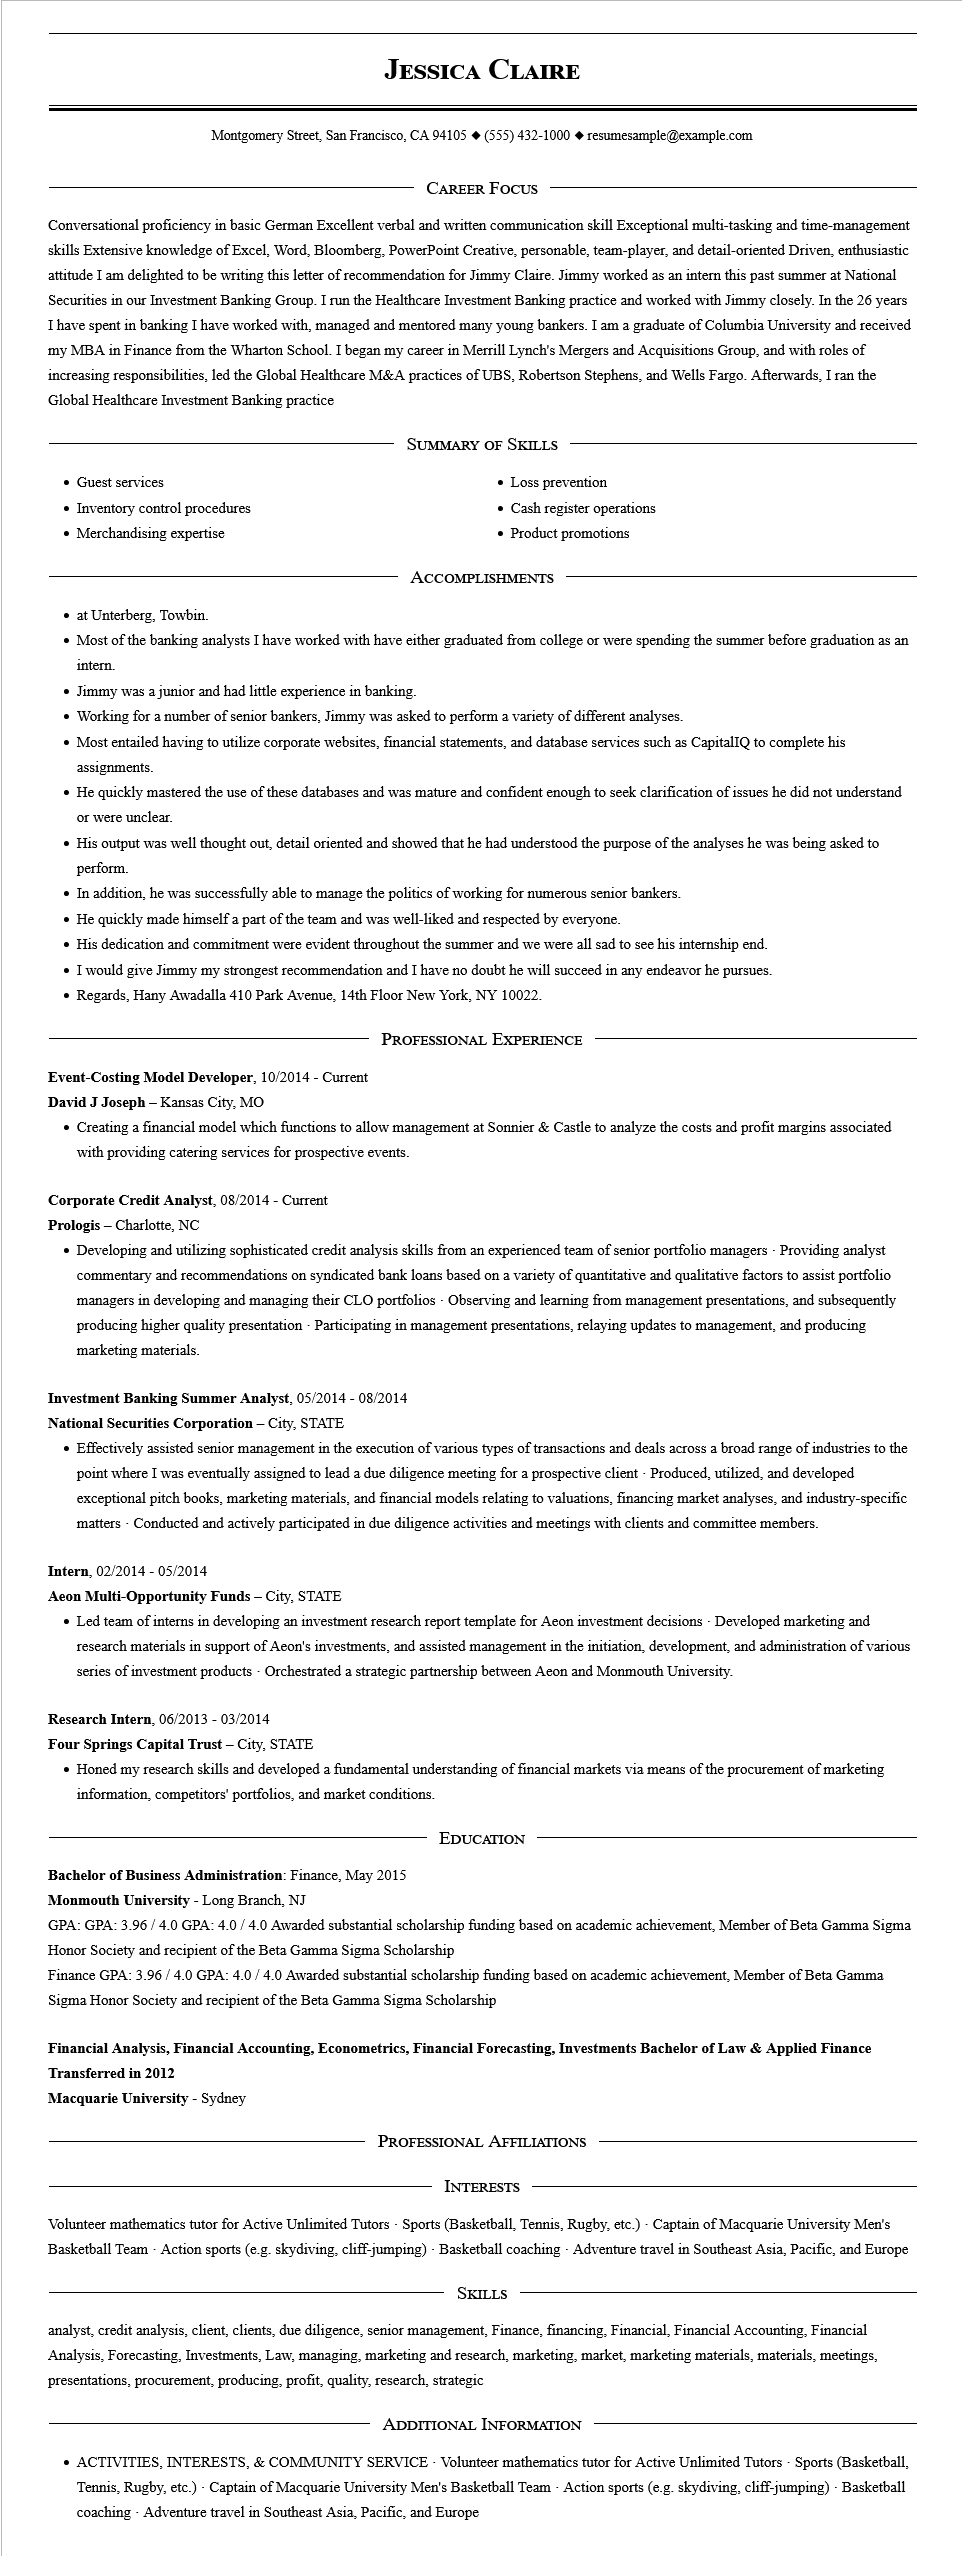 Jessica Claire
Montgomery Street, San Francisco, CA 94105 ◆ (555) 432-1000 ◆ resumesample@example.com
Career Focus
Conversational proficiency in basic German Excellent verbal and written communication skill Exceptional multi-tasking and time-management
skills Extensive knowledge of Excel, Word, Bloomberg, PowerPoint Creative, personable, team-player, and detail-oriented Driven, enthusiastic
attitude I am delighted to be writing this letter of recommendation for Jimmy Claire. Jimmy worked as an intern this past summer at National
Securities in our Investment Banking Group. I run the Healthcare Investment Banking practice and worked with Jimmy closely. In the 26 years
I have spent in banking I have worked with, managed and mentored many young bankers. I am a graduate of Columbia University and received
my MBA in Finance from the Wharton School. I began my career in Merrill Lynch's Mergers and Acquisitions Group, and with roles of
increasing responsibilities, led the Global Healthcare M&A practices of UBS, Robertson Stephens, and Wells Fargo. Afterwards, I ran the
Global Healthcare Investment Banking practice
Summary of Skills
• Guest services
• Inventory control procedures
• Merchandising expertise
• Loss prevention
• Cash register operations
• Product promotions
Accomplishments
• at Unterberg, Towbin.
• Most of the banking analysts I have worked with have either graduated from college or were spending the summer before graduation as an
intern.
• Jimmy was a junior and had little experience in banking.
• Working for a number of senior bankers, Jimmy was asked to perform a variety of different analyses.
• Most entailed having to utilize corporate websites, financial statements, and database services such as CapitalIQ to complete his
assignments.
• He quickly mastered the use of these databases and was mature and confident enough to seek clarification of issues he did not understand
or were unclear.
• His output was well thought out, detail oriented and showed that he had understood the purpose of the analyses he was being asked to
perform.
• In addition, he was successfully able to manage the politics of working for numerous senior bankers.
• He quickly made himself a part of the team and was well-liked and respected by everyone.
• His dedication and commitment were evident throughout the summer and we were all sad to see his internship end.
• I would give Jimmy my strongest recommendation and I have no doubt he will succeed in any endeavor he pursues.
• Regards, Hany Awadalla 410 Park Avenue, 14th Floor New York, NY 10022.
Professional Experience
Event-Costing Model Developer, 10/2014 - Current
David J Joseph – Kansas City, MO
• Creating a financial model which functions to allow management at Sonnier & Castle to analyze the costs and profit margins associated
with providing catering services for prospective events.
Corporate Credit Analyst, 08/2014 - Current
Prologis – Charlotte, NC
• Developing and utilizing sophisticated credit analysis skills from an experienced team of senior portfolio managers · Providing analyst
commentary and recommendations on syndicated bank loans based on a variety of quantitative and qualitative factors to assist portfolio
managers in developing and managing their CLO portfolios · Observing and learning from management presentations, and subsequently
producing higher quality presentation · Participating in management presentations, relaying updates to management, and producing
marketing materials.
Investment Banking Summer Analyst, 05/2014 - 08/2014
National Securities Corporation – City, STATE
• Effectively assisted senior management in the execution of various types of transactions and deals across a broad range of industries to the
point where I was eventually assigned to lead a due diligence meeting for a prospective client · Produced, utilized, and developed
exceptional pitch books, marketing materials, and financial models relating to valuations, financing market analyses, and industry-specific
matters · Conducted and actively participated in due diligence activities and meetings with clients and committee members.
Intern, 02/2014 - 05/2014
Aeon Multi-Opportunity Funds – City, STATE
• Led team of interns in developing an investment research report template for Aeon investment decisions · Developed marketing and
research materials in support of Aeon's investments, and assisted management in the initiation, development, and administration of various
series of investment products · Orchestrated a strategic partnership between Aeon and Monmouth University.
Research Intern, 06/2013 - 03/2014
Four Springs Capital Trust – City, STATE
• Honed my research skills and developed a fundamental understanding of financial markets via means of the procurement of marketing
information, competitors' portfolios, and market conditions.
Education
Bachelor of Business Administration: Finance, May 2015
Monmouth University - Long Branch, NJ
GPA: GPA: 3.96 / 4.0 GPA: 4.0 / 4.0 Awarded substantial scholarship funding based on academic achievement, Member of Beta Gamma Sigma
Honor Society and recipient of the Beta Gamma Sigma Scholarship
Finance GPA: 3.96 / 4.0 GPA: 4.0 / 4.0 Awarded substantial scholarship funding based on academic achievement, Member of Beta Gamma
Sigma Honor Society and recipient of the Beta Gamma Sigma Scholarship
Financial Analysis, Financial Accounting, Econometrics, Financial Forecasting, Investments Bachelor of Law & Applied Finance
Transferred in 2012
Macquarie University - Sydney
Professional Affiliations
Interests
Volunteer mathematics tutor for Active Unlimited Tutors · Sports (Basketball, Tennis, Rugby, etc.) · Captain of Macquarie University Men's
Basketball Team · Action sports (e.g. skydiving, cliff-jumping) · Basketball coaching · Adventure travel in Southeast Asia, Pacific, and Europe
Skills
analyst, credit analysis, client, clients, due diligence, senior management, Finance, financing, Financial, Financial Accounting, Financial
Analysis, Forecasting, Investments, Law, managing, marketing and research, marketing, market, marketing materials, materials, meetings,
presentations, procurement, producing, profit, quality, research, strategic
Additional Information
• ACTIVITIES, INTERESTS, & COMMUNITY SERVICE · Volunteer mathematics tutor for Active Unlimited Tutors · Sports (Basketball,
Tennis, Rugby, etc.) · Captain of Macquarie University Men's Basketball Team · Action sports (e.g. skydiving, cliff-jumping) · Basketball
coaching · Adventure travel in Southeast Asia, Pacific, and Europe